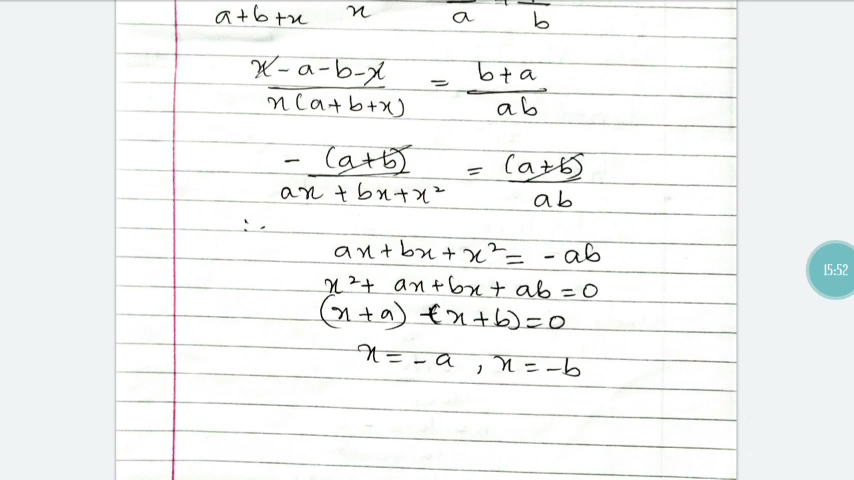 a+b+x x a b
x - a - b - x / x(a+b+x) = b+a / ab
- (a+b) / ax + bx + x² = (a+b) / ab
∴
ax + bx + x² = - ab
x² + ax + bx + ab = 0
(x + a) (x + b) = 0
x = - a , x = - b
15:52